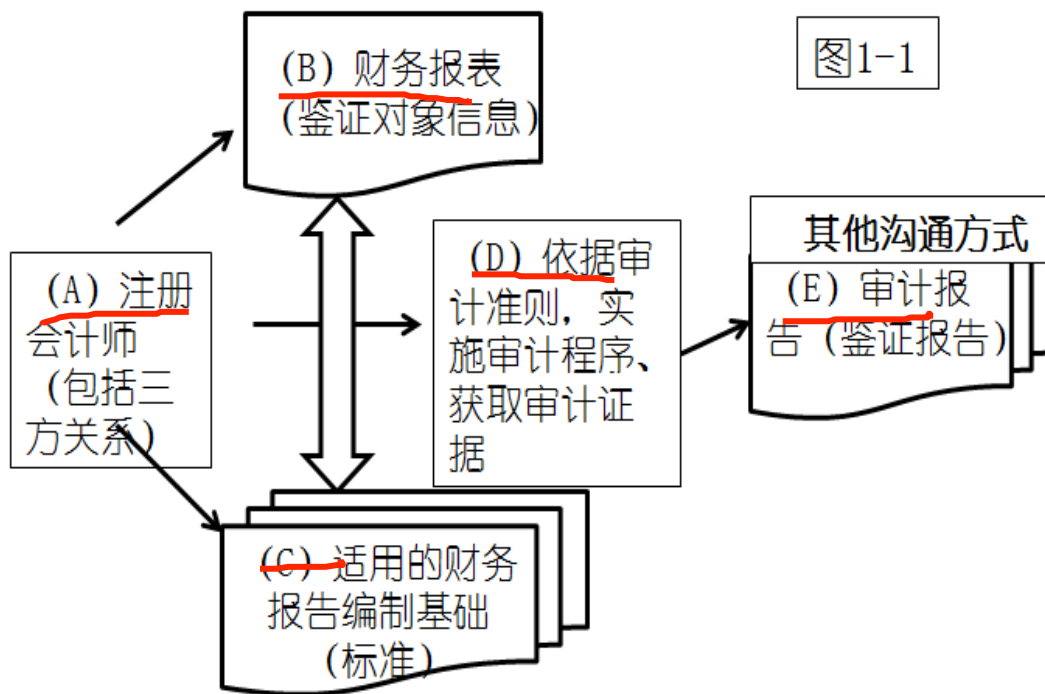 图1-1
(B) 财务报表
(鉴证对象信息)
(A) 注册
会计师
(包括三
方关系)
(D) 依据审
计准则，实
施审计程序、
获取审计证
据
其他沟通方式
(E) 审计报
告 (鉴证报告)
(C) 适用的财务
报告编制基础
(标准)